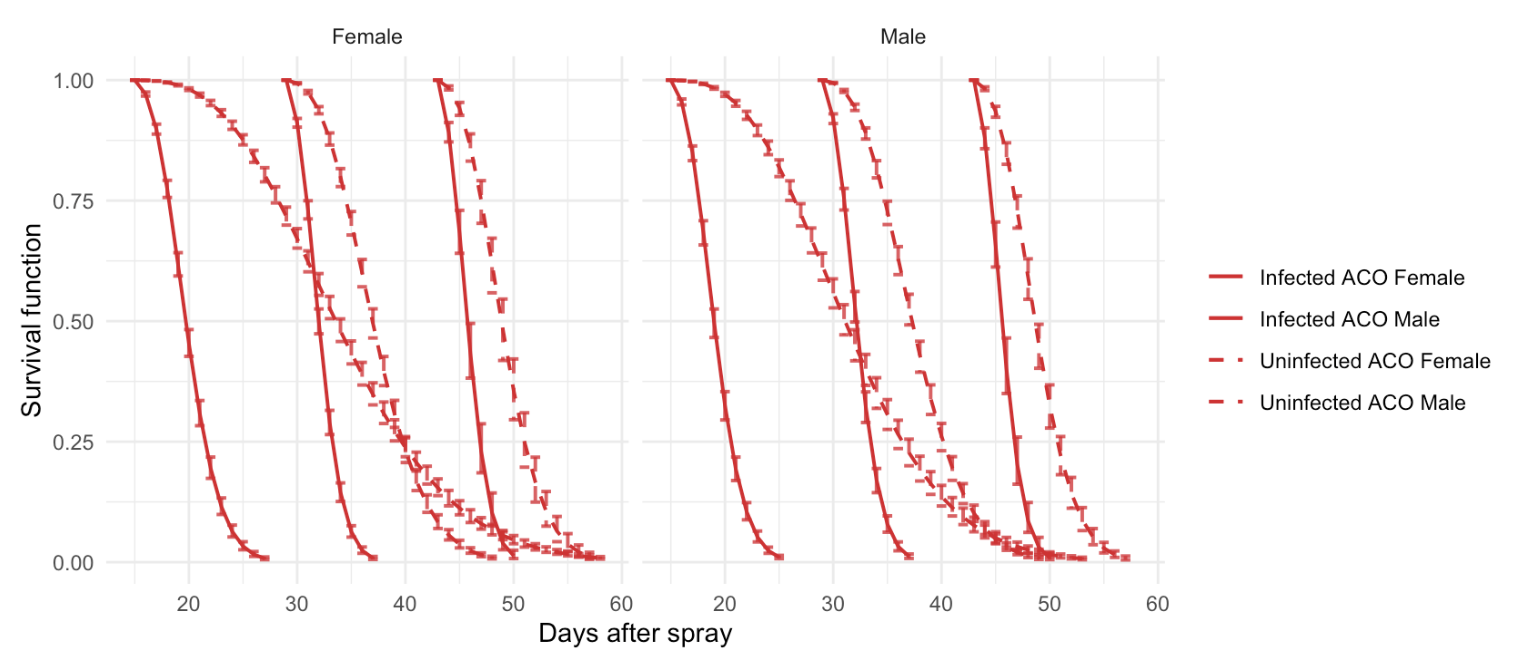 Female
Male
1.00
0.75
0.50
0.25
0.00
Survival function
20
30
40
50
60
20
30
40
50
60
Days after spray
Infected ACO Female
Infected ACO Male
Uninfected ACO Female
Uninfected ACO Male